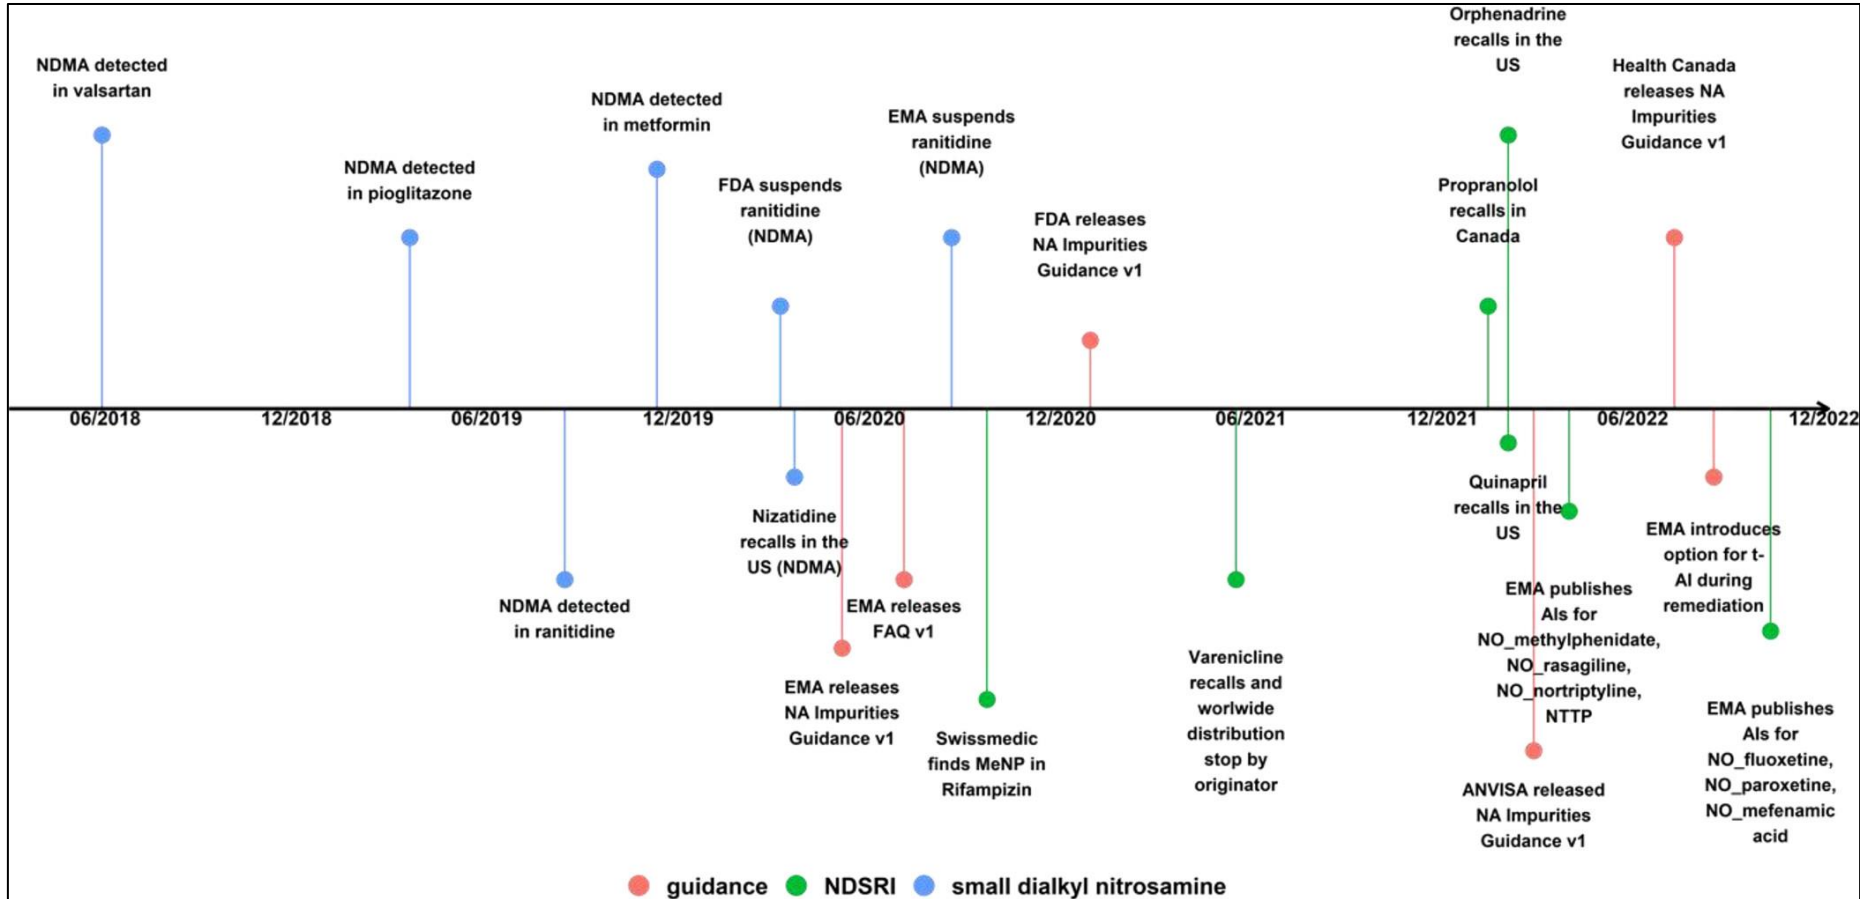 Orphenadrine
recalls in the
US
NDMA detected
in valsartan
Health Canada
releases NA
Impurities
Guidance v1
NDMA detected
in metformin
EMA suspends
ranitidine
(NDMA)
NDMA detected
in pioglitazone
FDA suspends
ranitidine
(NDMA)
Propranolol
recalls in
Canada
FDA releases
NA Impurities
Guidance v1
06/2018 12/2018 06/2019 12/2019 06/2020 12/2020 06/2021 12/2021 06/2022 12/2022
Quinapril
recalls in the
US
Nizatidine
recalls in the
US (NDMA)
EMA introduces
option for t-
AI during
remediation
EMA publishes
AIs for
NO_methylphenidate,
NO_rasagiline,
NO_nortriptyline,
NTTP
NDMA detected
in ranitidine
EMA releases
FAQ v1
Varenicline
recalls and
worlwide
distribution
stop by
originator
EMA releases
NA Impurities
Guidance v1
EMA publishes
AIs for
NO_fluoxetine,
NO_paroxetine,
NO_mefenamic
acid
Swissmedic
finds MeNP in
Rifampizin
ANVISA released
NA Impurities
Guidance v1
guidance NDSRI small dialkyl nitrosamine